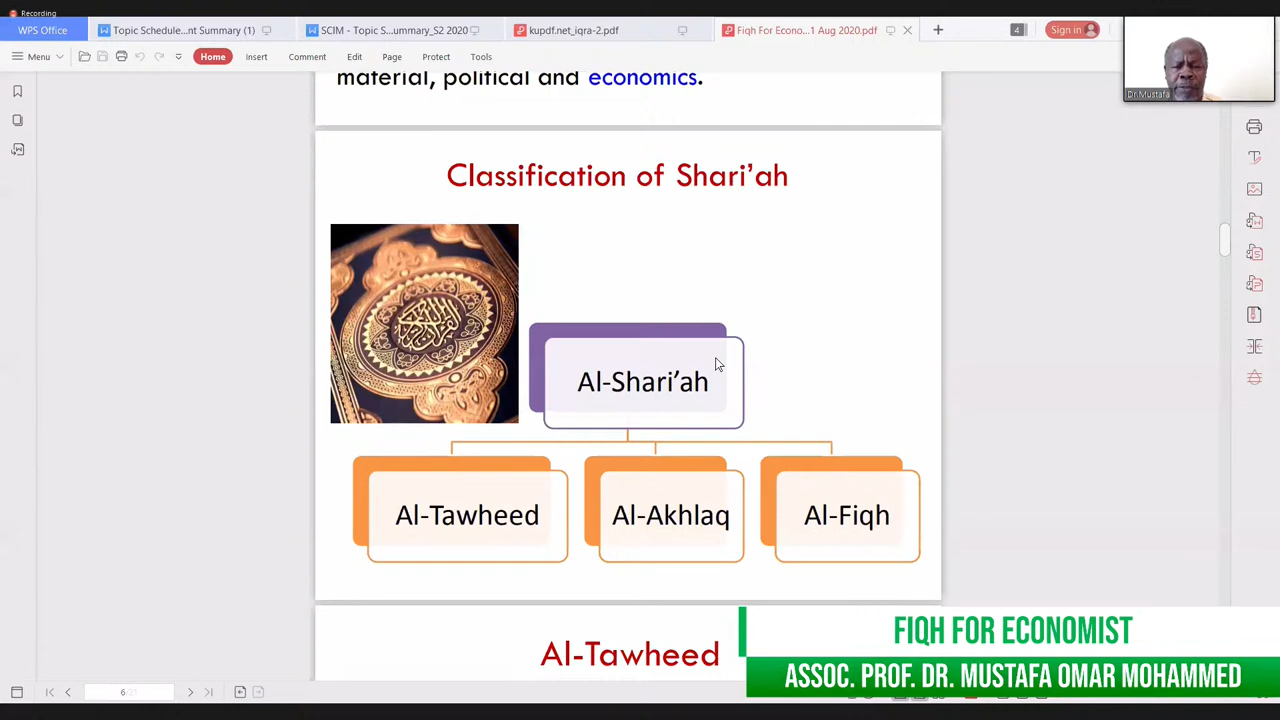 Recording
WPS Office
Topic Schedule...nt Summary (1)
SCIM - Topic S...ummary_S2 2020
kupdf.net_iqra-2.pdf
Fiqh For Econo...1 Aug 2020.pdf
4
Sign in
Menu
Home
Insert
Comment
Edit
Page
Protect
Tools
Dr.Mustafa
material, political and economics.
Classification of Shari’ah
Al-Shari’ah
Al-Tawheed
Al-Akhlaq
Al-Fiqh
Al-Tawheed
FIQH FOR ECONOMIST
ASSOC. PROF. DR. MUSTAFA OMAR MOHAMMED